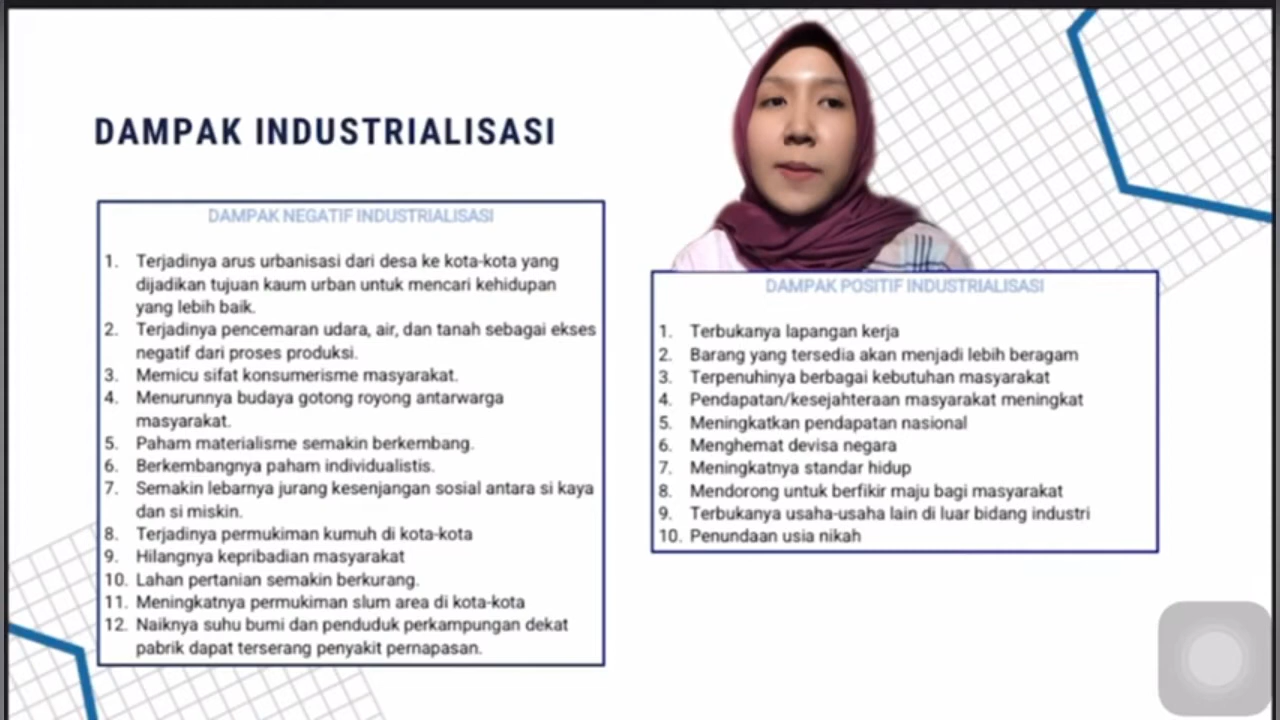 DAMPAK INDUSTRIALISASI
DAMPAK NEGATIF INDUSTRIALISASI
1. Terjadinya arus urbanisasi dari desa ke kota-kota yang
dijadikan tujuan kaum urban untuk mencari kehidupan
yang lebih baik.
2. Terjadinya pencemaran udara, air, dan tanah sebagai ekses
negatif dari proses produksi.
3. Memicu sifat konsumerisme masyarakat.
4. Menurunnya budaya gotong royong antarwarga
masyarakat.
5. Paham materialisme semakin berkembang.
6. Berkembangnya paham individualistis.
7. Semakin lebarnya jurang kesenjangan sosial antara si kaya
dan si miskin.
8. Terjadinya permukiman kumuh di kota-kota
9. Hilangnya kepribadian masyarakat
10. Lahan pertanian semakin berkurang.
11. Meningkatnya permukiman slum area di kota-kota
12. Naiknya suhu bumi dan penduduk perkampungan dekat
pabrik dapat terserang penyakit pernapasan.
DAMPAK POSITIF INDUSTRIALISASI
1. Terbukanya lapangan kerja
2. Barang yang tersedia akan menjadi lebih beragam
3. Terpenuhinya berbagai kebutuhan masyarakat
4. Pendapatan/kesejahteraan masyarakat meningkat
5. Meningkatkan pendapatan nasional
6. Menghemat devisa negara
7. Meningkatnya standar hidup
8. Mendorong untuk berfikir maju bagi masyarakat
9. Terbukanya usaha-usaha lain di luar bidang industri
10. Penundaan usia nikah